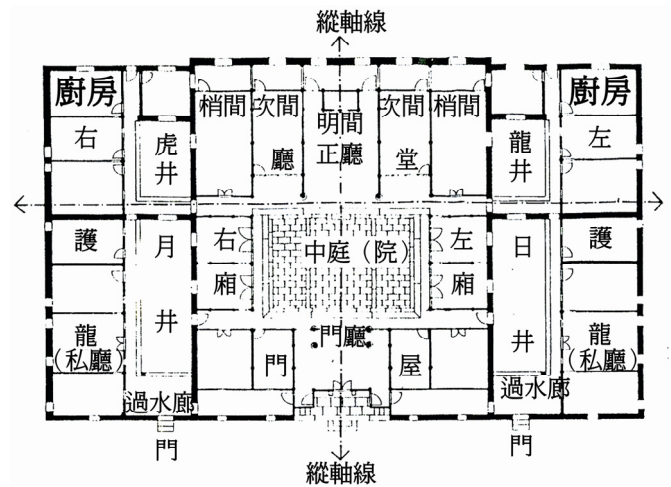 縱軸線
廚房
梢間
次間
明間
次間
梢間
廚房
右
虎井
廳
正廳
堂
龍井
左
護
月井
右廂
中庭（院）
左廂
日井
護
龍
（私廳）
門
門廳
屋
龍
（私廳）
過水廊
過水廊
門
門
縱軸線